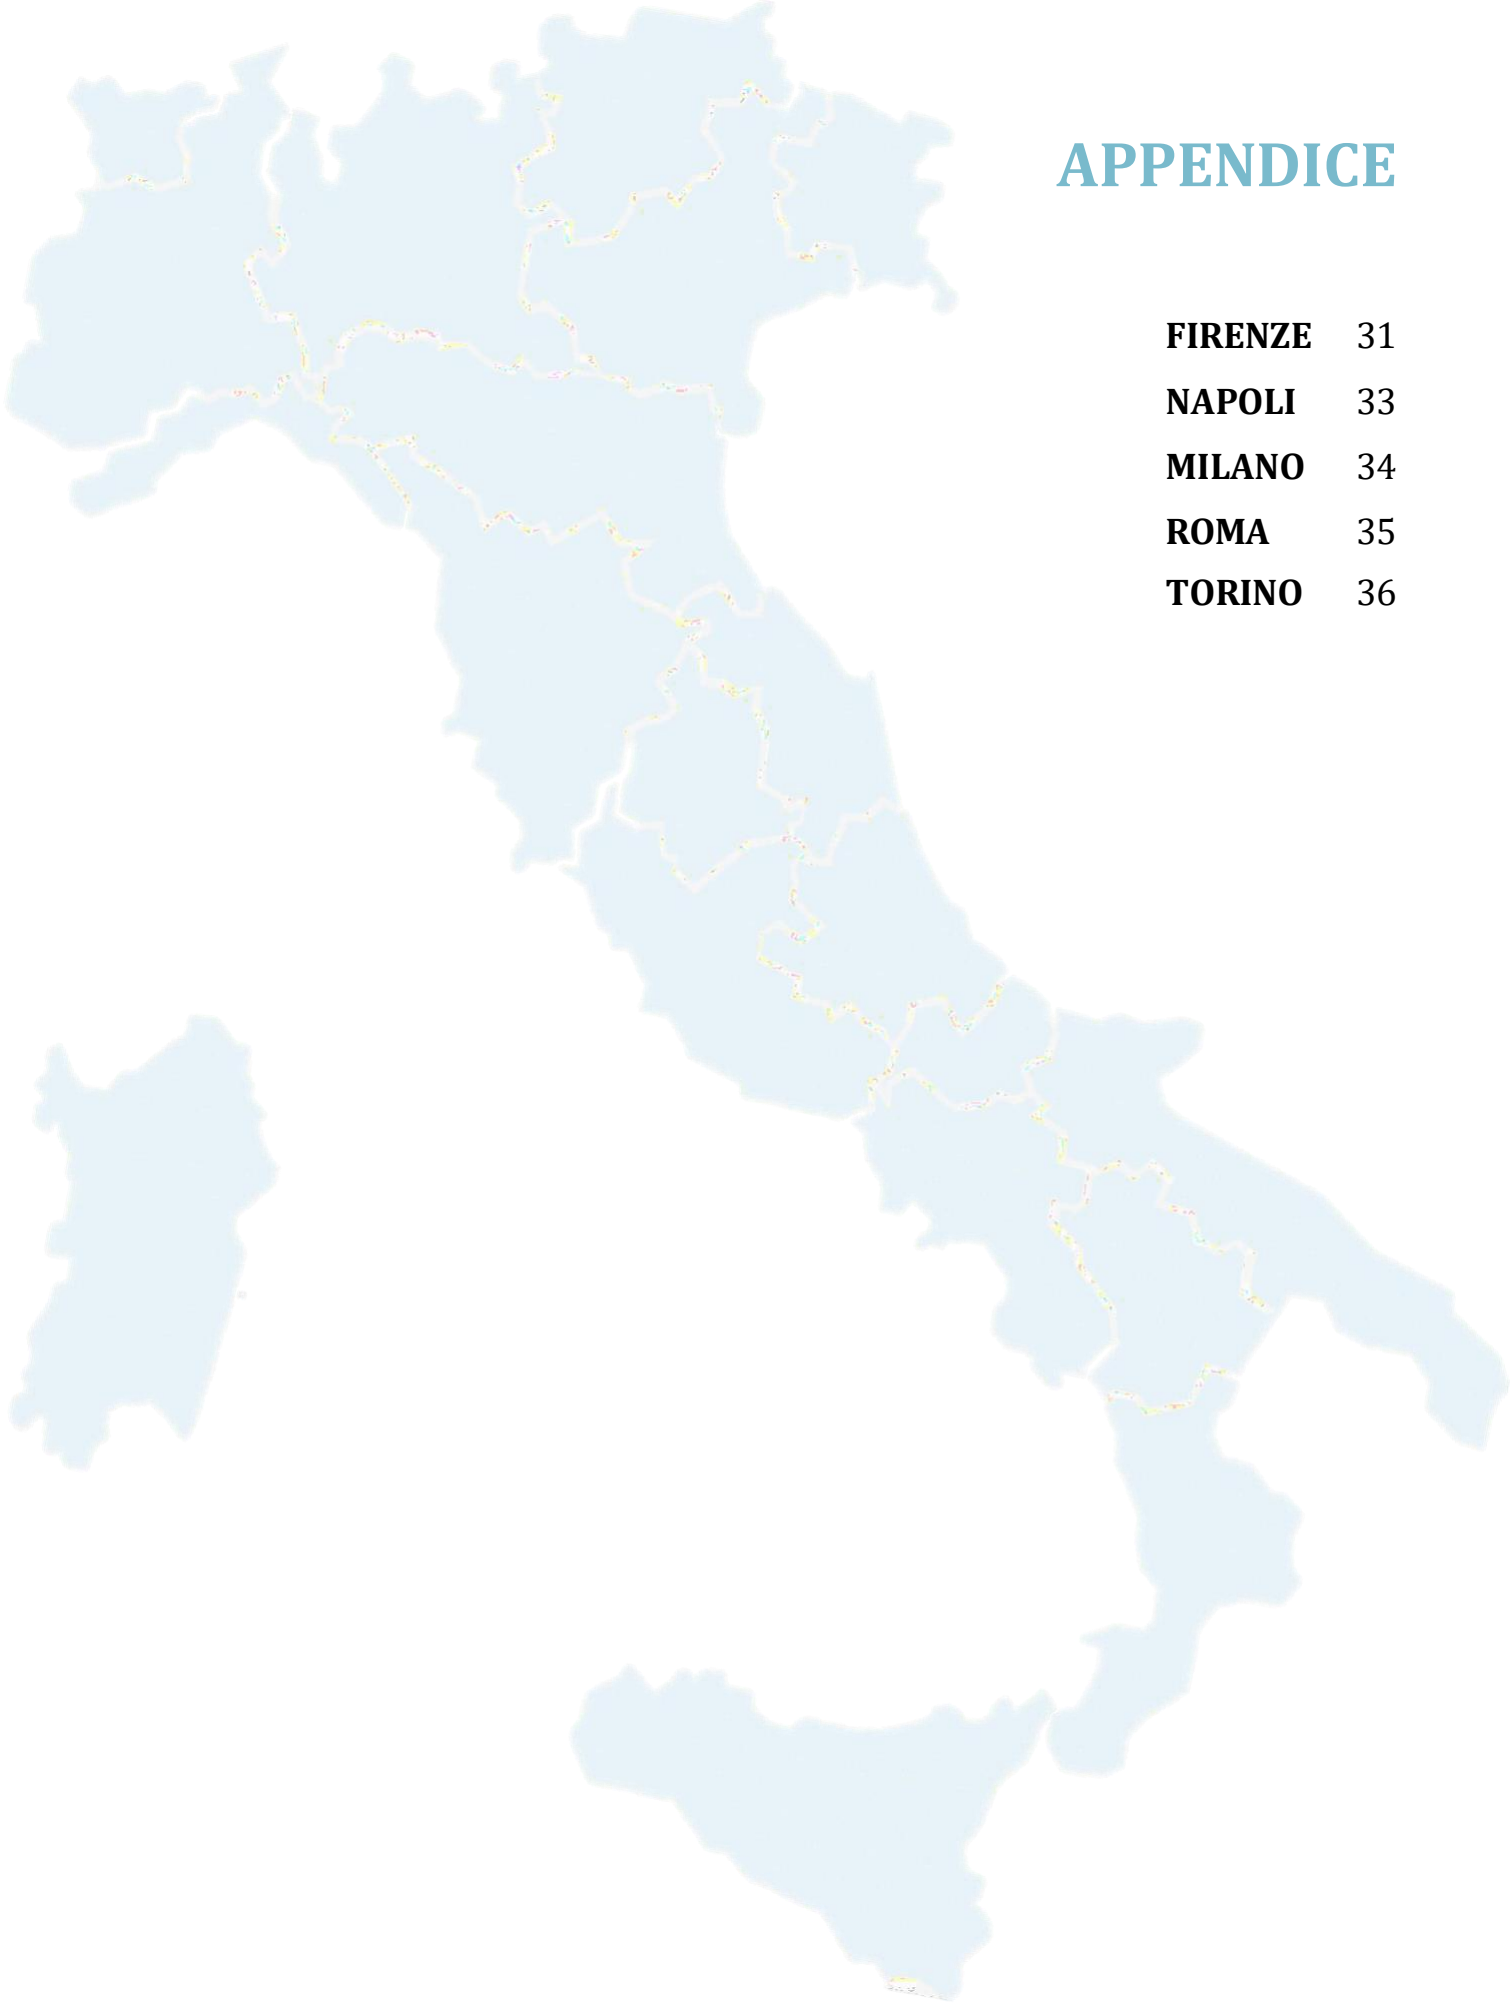 APPENDICE
FIRENZE 31
NAPOLI 33
MILANO 34
ROMA 35
TORINO 36